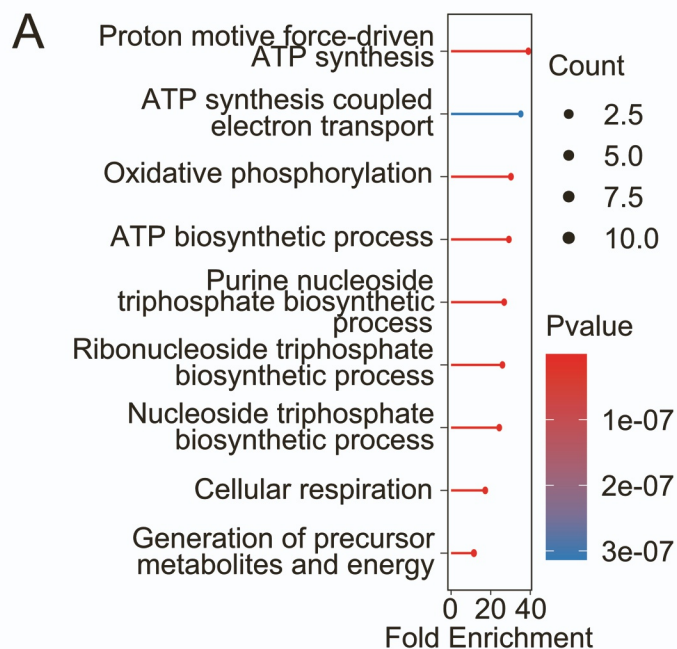 A
Proton motive force-driven
ATP synthesis
ATP synthesis coupled
electron transport
Oxidative phosphorylation
ATP biosynthetic process
Purine nucleoside
triphosphate biosynthetic
process
Ribonucleoside triphosphate
biosynthetic process
Nucleoside triphosphate
biosynthetic process
Cellular respiration
Generation of precursor
metabolites and energy
0 20 40
Fold Enrichment
Count
2.5
5.0
7.5
10.0
Pvalue
1e-07
2e-07
3e-07